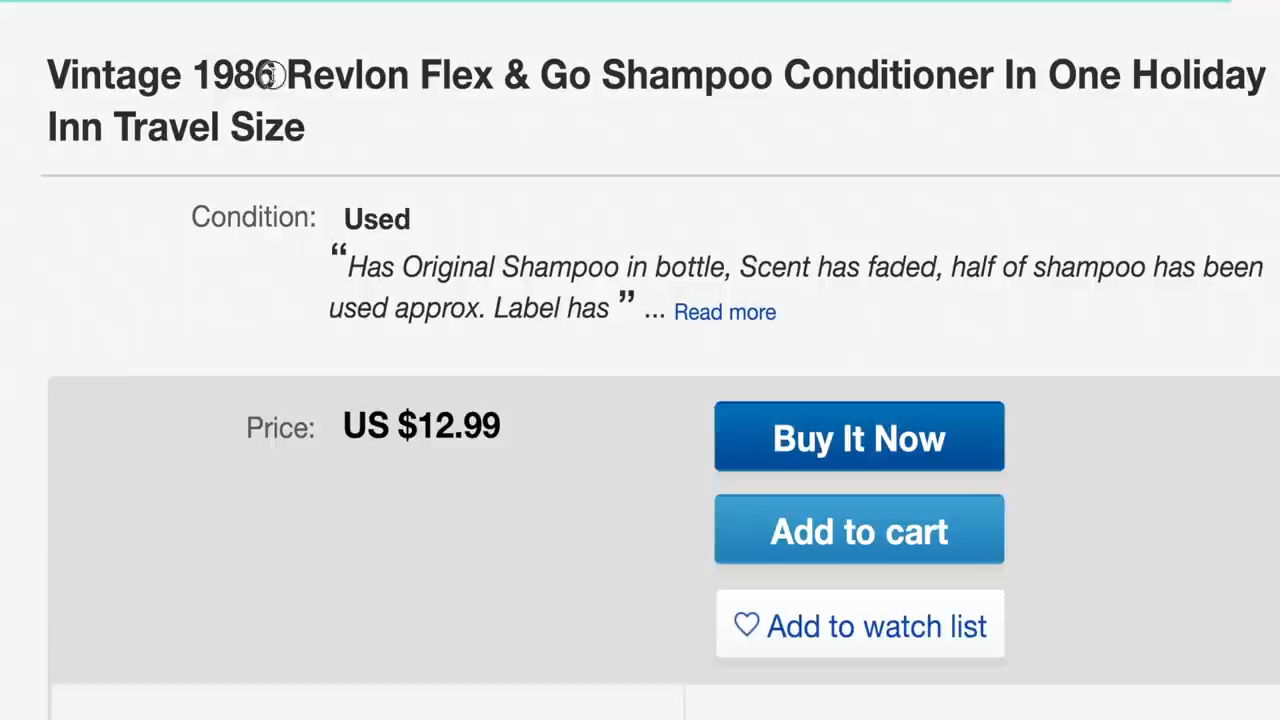 Vintage 1986 Revlon Flex & Go Shampoo Conditioner In One Holiday
Inn Travel Size
Condition: Used
“Has Original Shampoo in bottle, Scent has faded, half of shampoo has been
used approx. Label has ” ... Read more
Price: US $12.99
Buy It Now
Add to cart
Add to watch list